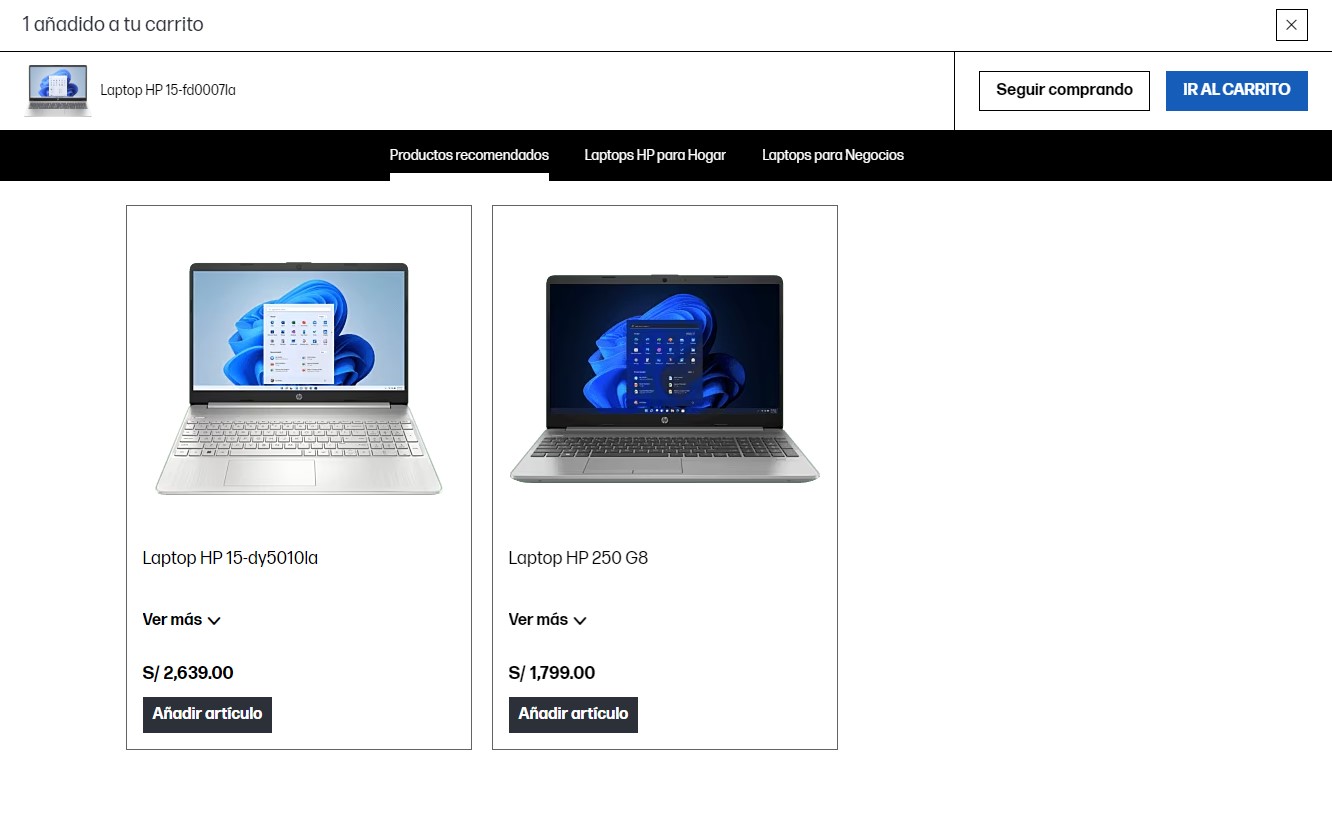 1 añadido a tu carrito
Laptop HP 15-fd0007la
Seguir comprando
IR AL CARRITO
Productos recomendados
Laptops HP para Hogar
Laptops para Negocios
Laptop HP 15-dy5010la
Ver más
S/ 2,639.00
Añadir artículo
Laptop HP 250 G8
Ver más
S/ 1,799.00
Añadir artículo